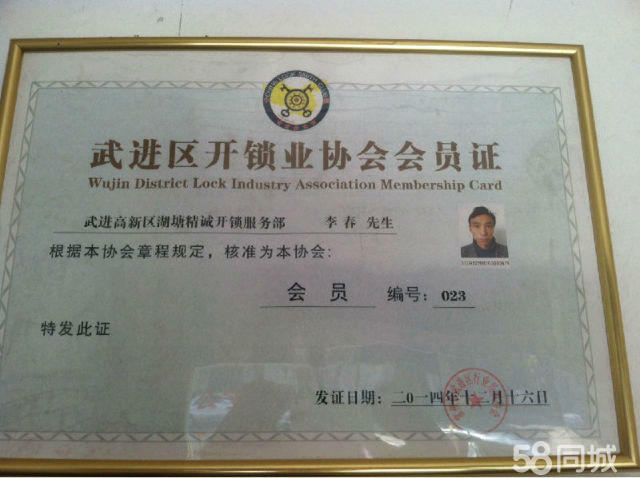 武进区开锁业协会会员证
Wujin District Lock Industry Association Membership Card
武进高新区湖塘精诚开锁服务部 李春 先生
根据本协会章程规定，核准为本协会：
会 员 编号：023
特发此证
发证日期：二〇一四年十二月十六日
58同城